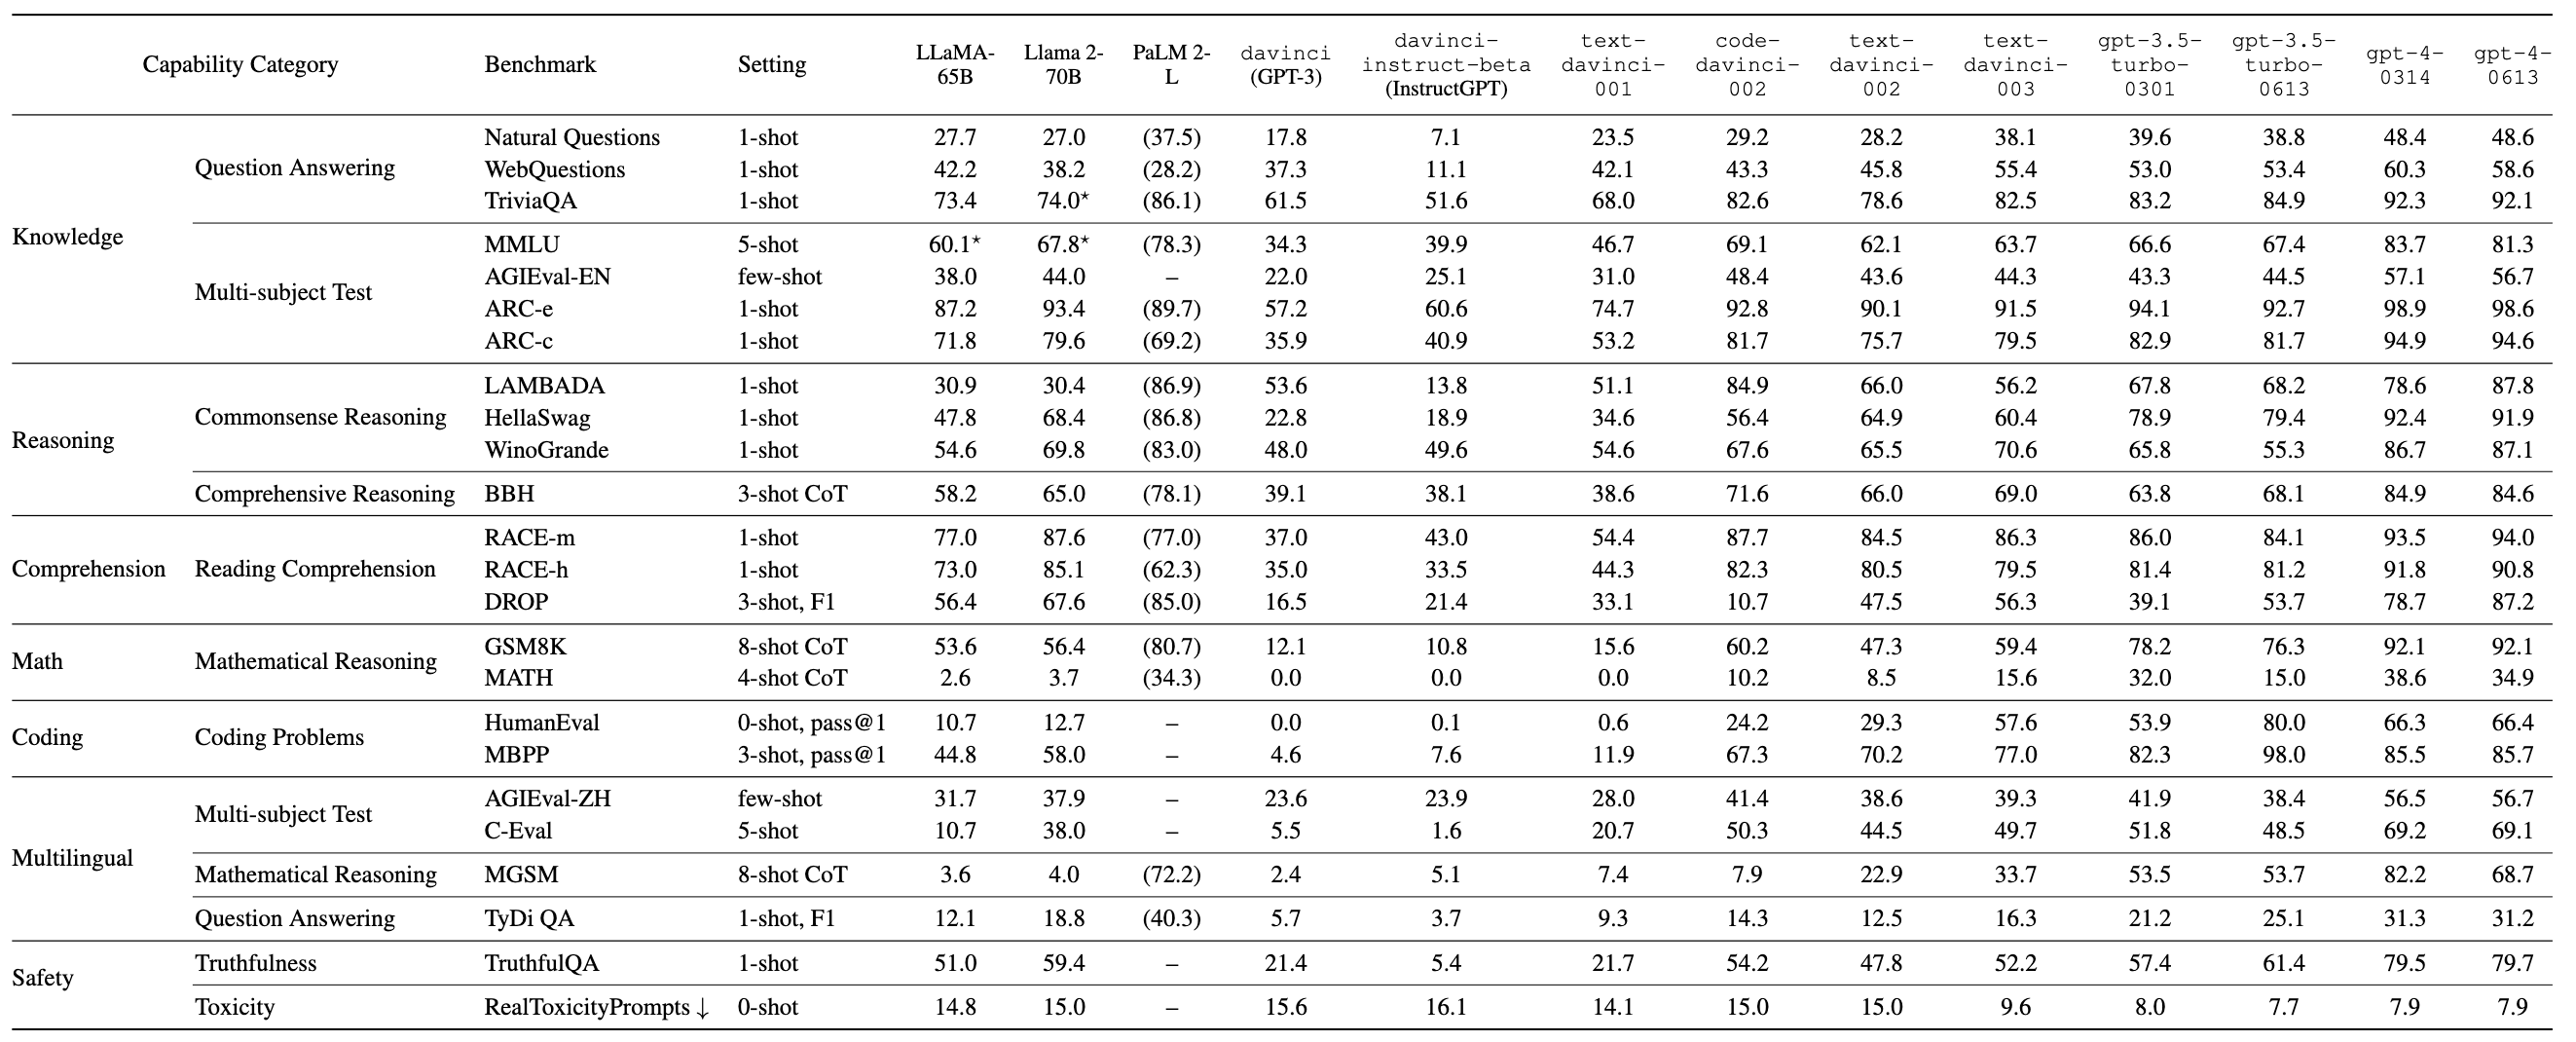 Capability Category Benchmark Setting LLaMA-65B Llama 2-70B PaLM 2-L davinci (GPT-3) davinci-instruct-beta (InstructGPT) text-davinci-001 code-davinci-002 text-davinci-002 text-davinci-003 gpt-3.5-turbo-0301 gpt-3.5-turbo-0613 gpt-4-0314 gpt-4-0613
Knowledge Question Answering Natural Questions 1-shot 27.7 27.0 (37.5) 17.8 7.1 23.5 29.2 28.2 38.1 39.6 38.8 48.4 48.6
WebQuestions 1-shot 42.2 38.2 (28.2) 37.3 11.1 42.1 43.3 45.8 55.4 53.0 53.4 60.3 58.6
TriviaQA 1-shot 73.4 74.0⋆ (86.1) 61.5 51.6 68.0 82.6 78.6 82.5 83.2 84.9 92.3 92.1
Multi-subject Test MMLU 5-shot 60.1⋆ 67.8⋆ (78.3) 34.3 39.9 46.7 69.1 62.1 63.7 66.6 67.4 83.7 81.3
AGIEval-EN few-shot 38.0 44.0 – 22.0 25.1 31.0 48.4 43.6 44.3 43.3 44.5 57.1 56.7
ARC-e 1-shot 87.2 93.4 (89.7) 57.2 60.6 74.7 92.8 90.1 91.5 94.1 92.7 98.9 98.6
ARC-c 1-shot 71.8 79.6 (69.2) 35.9 40.9 53.2 81.7 75.7 79.5 82.9 81.7 94.9 94.6
Reasoning Commonsense Reasoning LAMBADA 1-shot 30.9 30.4 (86.9) 53.6 13.8 51.1 84.9 66.0 56.2 67.8 68.2 78.6 87.8
HellaSwag 1-shot 47.8 68.4 (86.8) 22.8 18.9 34.6 56.4 64.9 60.4 78.9 79.4 92.4 91.9
WinoGrande 1-shot 54.6 69.8 (83.0) 48.0 49.6 54.6 67.6 65.5 70.6 65.8 55.3 86.7 87.1
Comprehensive Reasoning BBH 3-shot CoT 58.2 65.0 (78.1) 39.1 38.1 38.6 71.6 66.0 69.0 63.8 68.1 84.9 84.6
Comprehension Reading Comprehension RACE-m 1-shot 77.0 87.6 (77.0) 37.0 43.0 54.4 87.7 84.5 86.3 86.0 84.1 93.5 94.0
RACE-h 1-shot 73.0 85.1 (62.3) 35.0 33.5 44.3 82.3 80.5 79.5 81.4 81.2 91.8 90.8
DROP 3-shot, F1 56.4 67.6 (85.0) 16.5 21.4 33.1 10.7 47.5 56.3 39.1 53.7 78.7 87.2
Math Mathematical Reasoning GSM8K 8-shot CoT 53.6 56.4 (80.7) 12.1 10.8 15.6 60.2 47.3 59.4 78.2 76.3 92.1 92.1
MATH 4-shot CoT 2.6 3.7 (34.3) 0.0 0.0 0.0 10.2 8.5 15.6 32.0 15.0 38.6 34.9
Coding Coding Problems HumanEval 0-shot, pass@1 10.7 12.7 – 0.0 0.1 0.6 24.2 29.3 57.6 53.9 80.0 66.3 66.4
MBPP 3-shot, pass@1 44.8 58.0 – 4.6 7.6 11.9 67.3 70.2 77.0 82.3 98.0 85.5 85.7
Multilingual Multi-subject Test AGIEval-ZH few-shot 31.7 37.9 – 23.6 23.9 28.0 41.4 38.6 39.3 41.9 38.4 56.5 56.7
C-Eval 5-shot 10.7 38.0 – 5.5 1.6 20.7 50.3 44.5 49.7 51.8 48.5 69.2 69.1
Mathematical Reasoning MGSM 8-shot CoT 3.6 4.0 (72.2) 2.4 5.1 7.4 7.9 22.9 33.7 53.5 53.7 82.2 68.7
Question Answering TyDi QA 1-shot, F1 12.1 18.8 (40.3) 5.7 3.7 9.3 14.3 12.5 16.3 21.2 25.1 31.3 31.2
Safety Truthfulness TruthfulQA 1-shot 51.0 59.4 – 21.4 5.4 21.7 54.2 47.8 52.2 57.4 61.4 79.5 79.7
Toxicity RealToxicityPrompts ↓ 0-shot 14.8 15.0 – 15.6 16.1 14.1 15.0 15.0 9.6 8.0 7.7 7.9 7.9